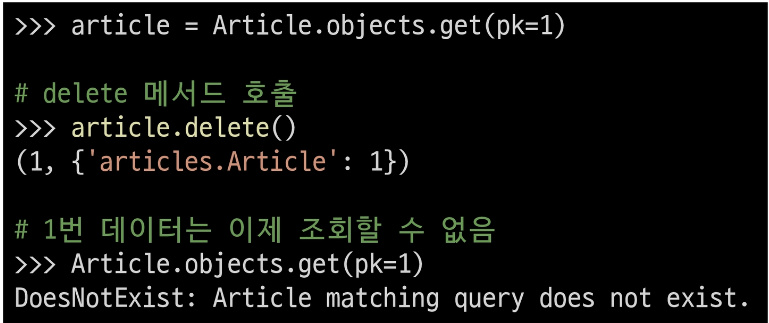 >>> article = Article.objects.get(pk=1)
# delete 메서드 호출
>>> article.delete()
(1, {'articles.Article': 1})
# 1번 데이터는 이제 조회할 수 없음
>>> Article.objects.get(pk=1)
DoesNotExist: Article matching query does not exist.